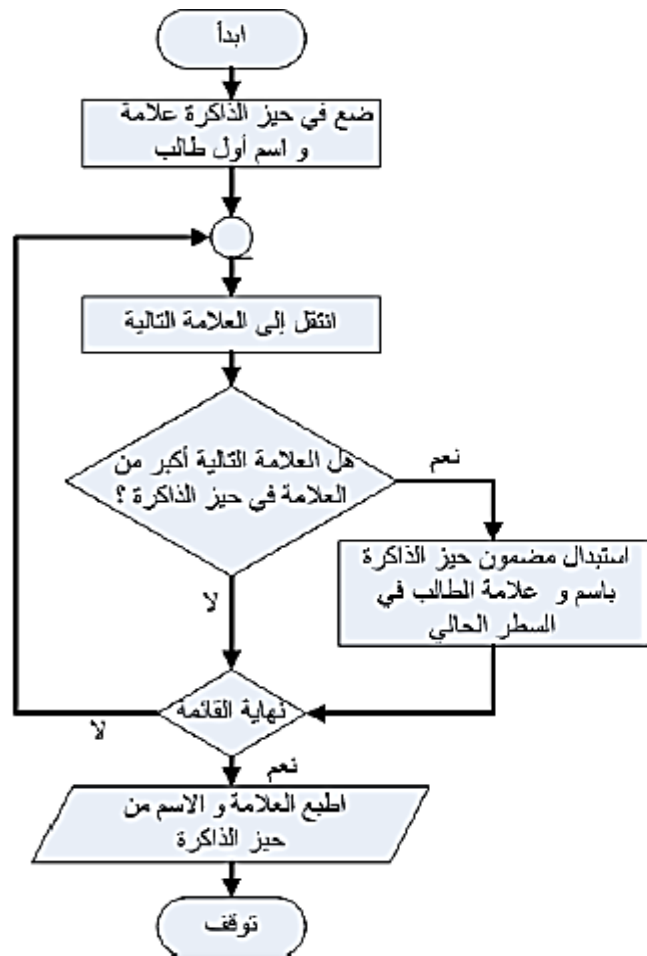 ابدأ
ضع في حيز الذاكرة علامة
و اسم أول طالب
انتقل إلى العلامة التالية
هل العلامة التالية أكبر من
العلامة في حيز الذاكرة ؟
نعم
استبدال مضمون حيز الذاكرة
باسم و علامة الطالب في
السطر الحالي
لا
نهاية القائمة
لا
نعم
اطبع العلامة و الاسم من
حيز الذاكرة
توقف